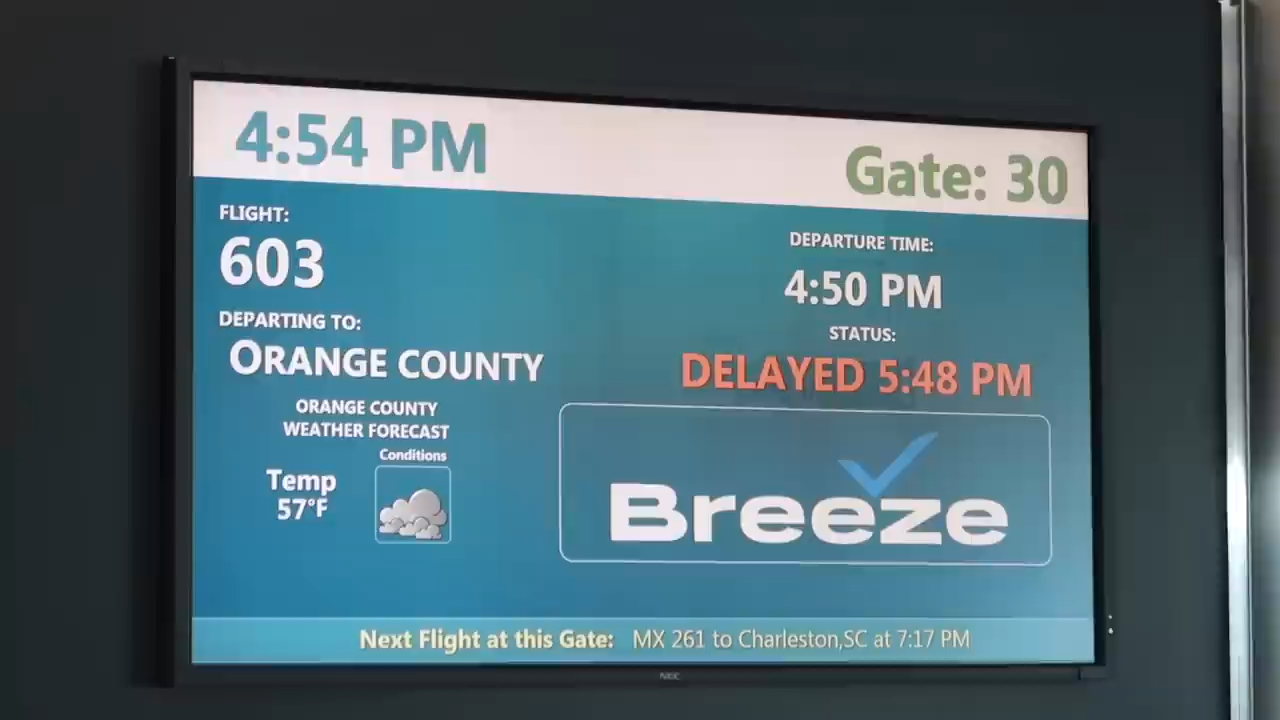 4:54 PM
Gate: 30
FLIGHT:
603
DEPARTING TO:
ORANGE COUNTY
ORANGE COUNTY
WEATHER FORECAST
Conditions
Temp
57°F
DEPARTURE TIME:
4:50 PM
STATUS:
DELAYED 5:48 PM
Breeze
Next Flight at this Gate: MX 261 to Charleston,SC at 7:17 PM
NEC